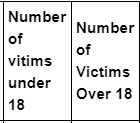 Number
of
vitims
under
18
Number
of
Victims
Over 18